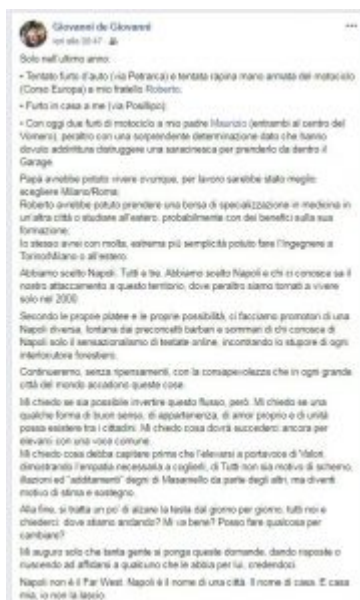 Giovanni de Giovanni
ieri alle 20:47
Solo nell'ultimo anno:
• Tentato furto d'auto (via Petrarca) e tentata rapina mano armata del motociclo
(Corso Europa) a mio fratello Roberto.
• Furto in casa a me (via Posillipo)
• Con oggi due furti di motociclo a mio padre Maurizio (entrambi al centro del
Vomero), peraltro con una sorprendente determinazione dato che hanno
dovuto addirittura distruggere una saracinesca per prenderlo da dentro il
Garage.
Papà avrebbe potuto vivere ovunque, per lavoro sarebbe stato meglio
scegliere Milano/Roma.
Roberto avrebbe potuto prendere una borsa di specializzazione in medicina in
un'altra città o studiare all'estero, probabilmente con dei benefici sulla sua
formazione.
Io stesso avrei con molta, estrema più semplicità potuto fare l'Ingegnere a
Torino/Milano o all'estero.
Abbiamo scelto Napoli. Tutti e tre. Abbiamo scelto Napoli e chi ci conosce sa il
nostro attaccamento a questo territorio, dove peraltro siamo tornati a vivere
solo nel 2000.
Secondo le proprie platee e le proprie possibilità, ci facciamo promotori di una
Napoli diversa, lontana dai preconcetti barbari e sommari di chi conosce di
Napoli solo il sensazionalismo di testate online, incontrando lo stupore di ogni
interlocutore forestiero.
Continueremo, senza ripensamenti, con la consapevolezza che in ogni grande
città del mondo accadono queste cose.
Mi chiedo se sia possibile invertire questo flusso, però. Mi chiedo se una
qualche forma di buon senso, di appartenenza, di amor proprio e di unità
possa esistere tra i cittadini. Mi chiedo cosa dovrà succederci ancora per
elevarci con una voce comune.
Mi chiedo cosa debba capitare prima che l'elevarsi a portavoce di Valori,
dimostrando l'empatia necessaria a coglierli, di Tutti non sia motivo di scherno,
illazioni ed "additamenti" degni di Masaniello da parte degli altri, ma diventi
motivo di stima e sostegno.
Alla fine, si tratta un po' di alzare la testa dal giorno per giorno, tutti noi e
chiederci: dove stiamo andando? Mi va bene? Posso fare qualcosa per
cambiare?
Mi auguro solo che tanta gente si ponga queste domande, dando risposte o
riuscendo ad affidarsi a qualcuno che le abbia per lui, credendoci.
Napoli non è il Far West. Napoli è il nome di una città. Il nome di casa. E casa
mia, io non la lascio.